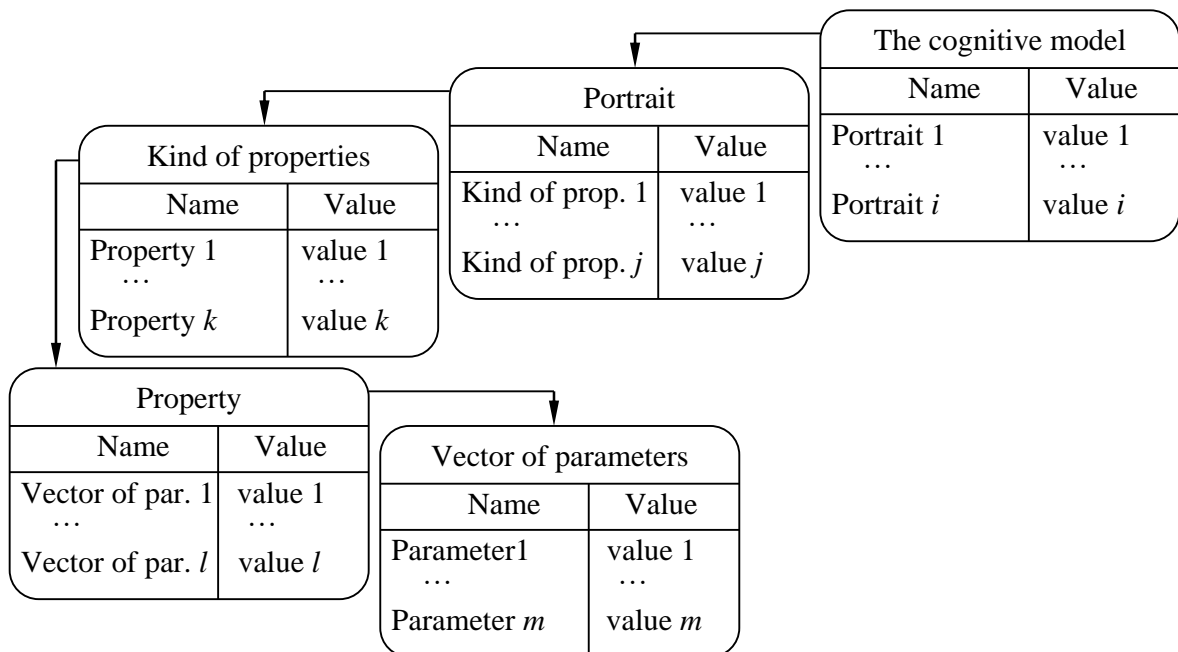 The cognitive model
Name Value
Portrait 1 value 1
... ...
Portrait i value i
Portrait
Name Value
Kind of prop. 1 value 1
... ...
Kind of prop. j value j
Kind of properties
Name Value
Property 1 value 1
... ...
Property k value k
Property
Name Value
Vector of par. 1 value 1
... ...
Vector of par. l value l
Vector of parameters
Name Value
Parameter1 value 1
... ...
Parameter m value m